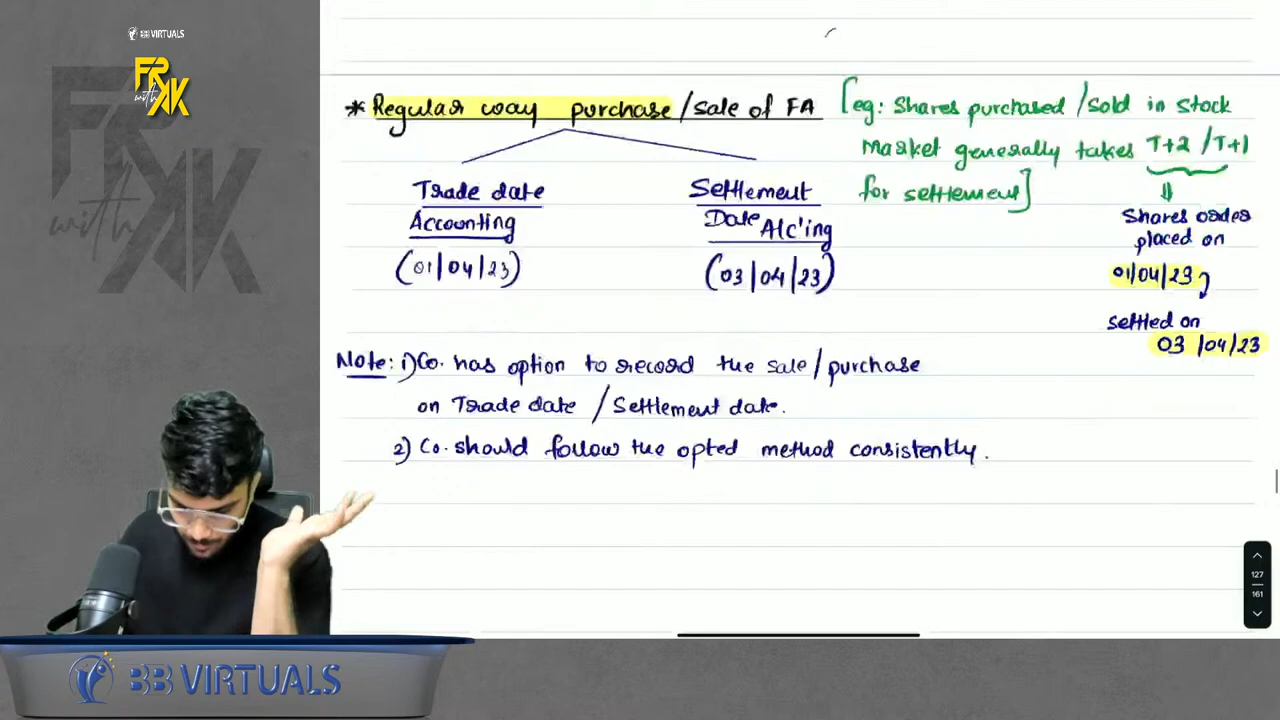 BB VIRTUALS
FR
with
AK
* Regular way purchase / Sale of FA
[eg: Shares purchased / Sold in Stock
Market generally takes T+2 / T+1
for settlement]
Trade date
Accounting
(01/04/23)
Settlement
Date A/c'ing
(03/04/23)
Shares order
placed on
01/04/23
settled on
03/04/23
Note: 1) Co. has option to record the sale / purchase
on Trade date / Settlement date.
2) Co. should follow the opted method consistently.
127
161
BB VIRTUALS